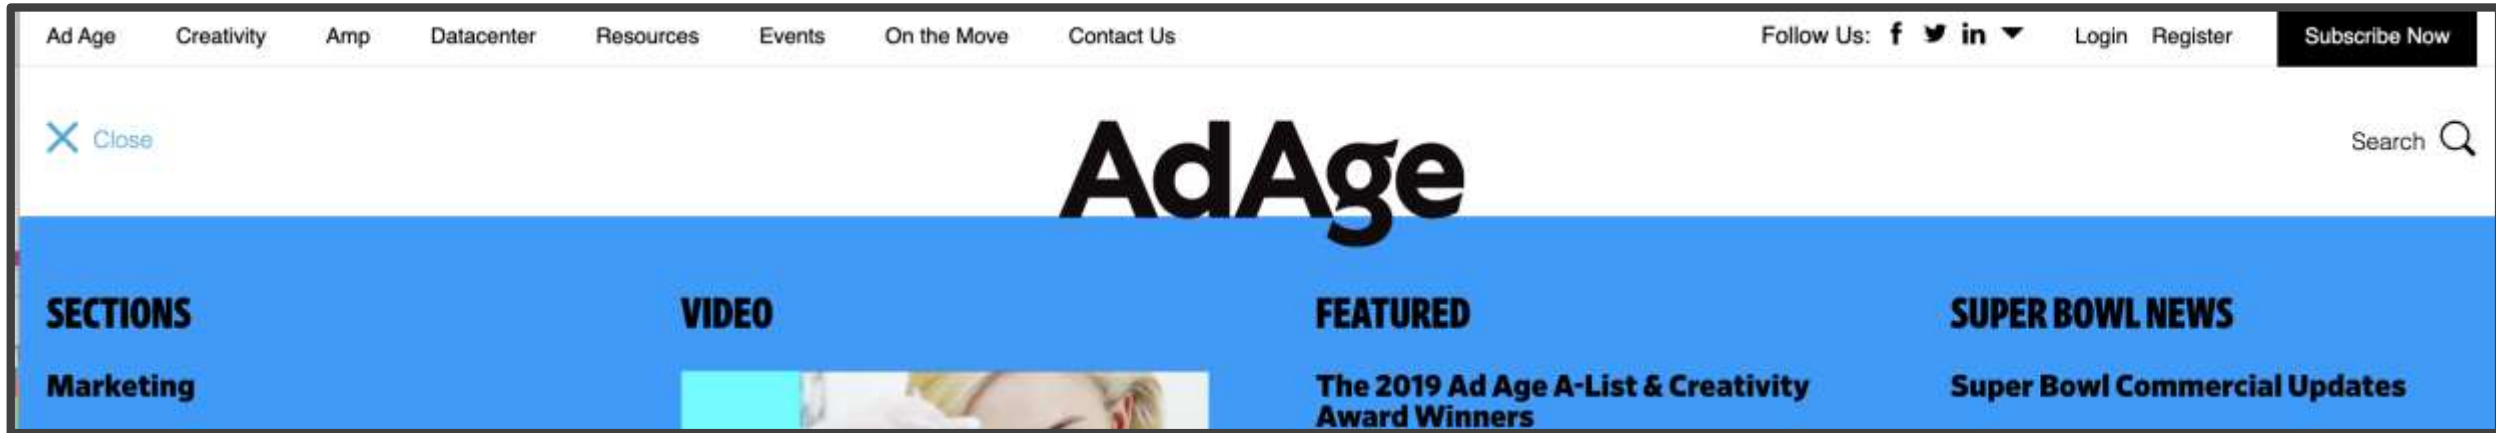 Ad Age Creativity Amp Datacenter Resources Events On the Move Contact Us Follow Us: Login Register Subscribe Now
Close
AdAge
Search
SECTIONS
Marketing
VIDEO
FEATURED
The 2019 Ad Age A-List & Creativity
Award Winners
SUPER BOWL NEWS
Super Bowl Commercial Updates